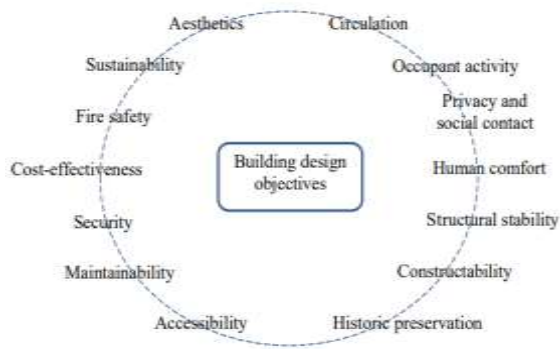 Aesthetics
Circulation
Sustainability
Occupant activity
Fire safety
Privacy and
social contact
Building design
objectives
Cost-effectiveness
Human comfort
Security
Structural stability
Maintainability
Constructability
Accessibility
Historic preservation